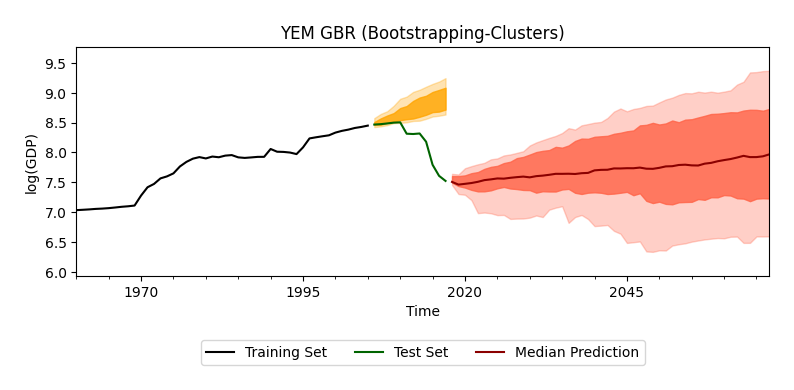 YEM GBR (Bootstrapping-Clusters)
log(GDP)
9.5
9.0
8.5
8.0
7.5
7.0
6.5
6.0
1970 1995 2020 2045
Time
Training Set Test Set Median Prediction